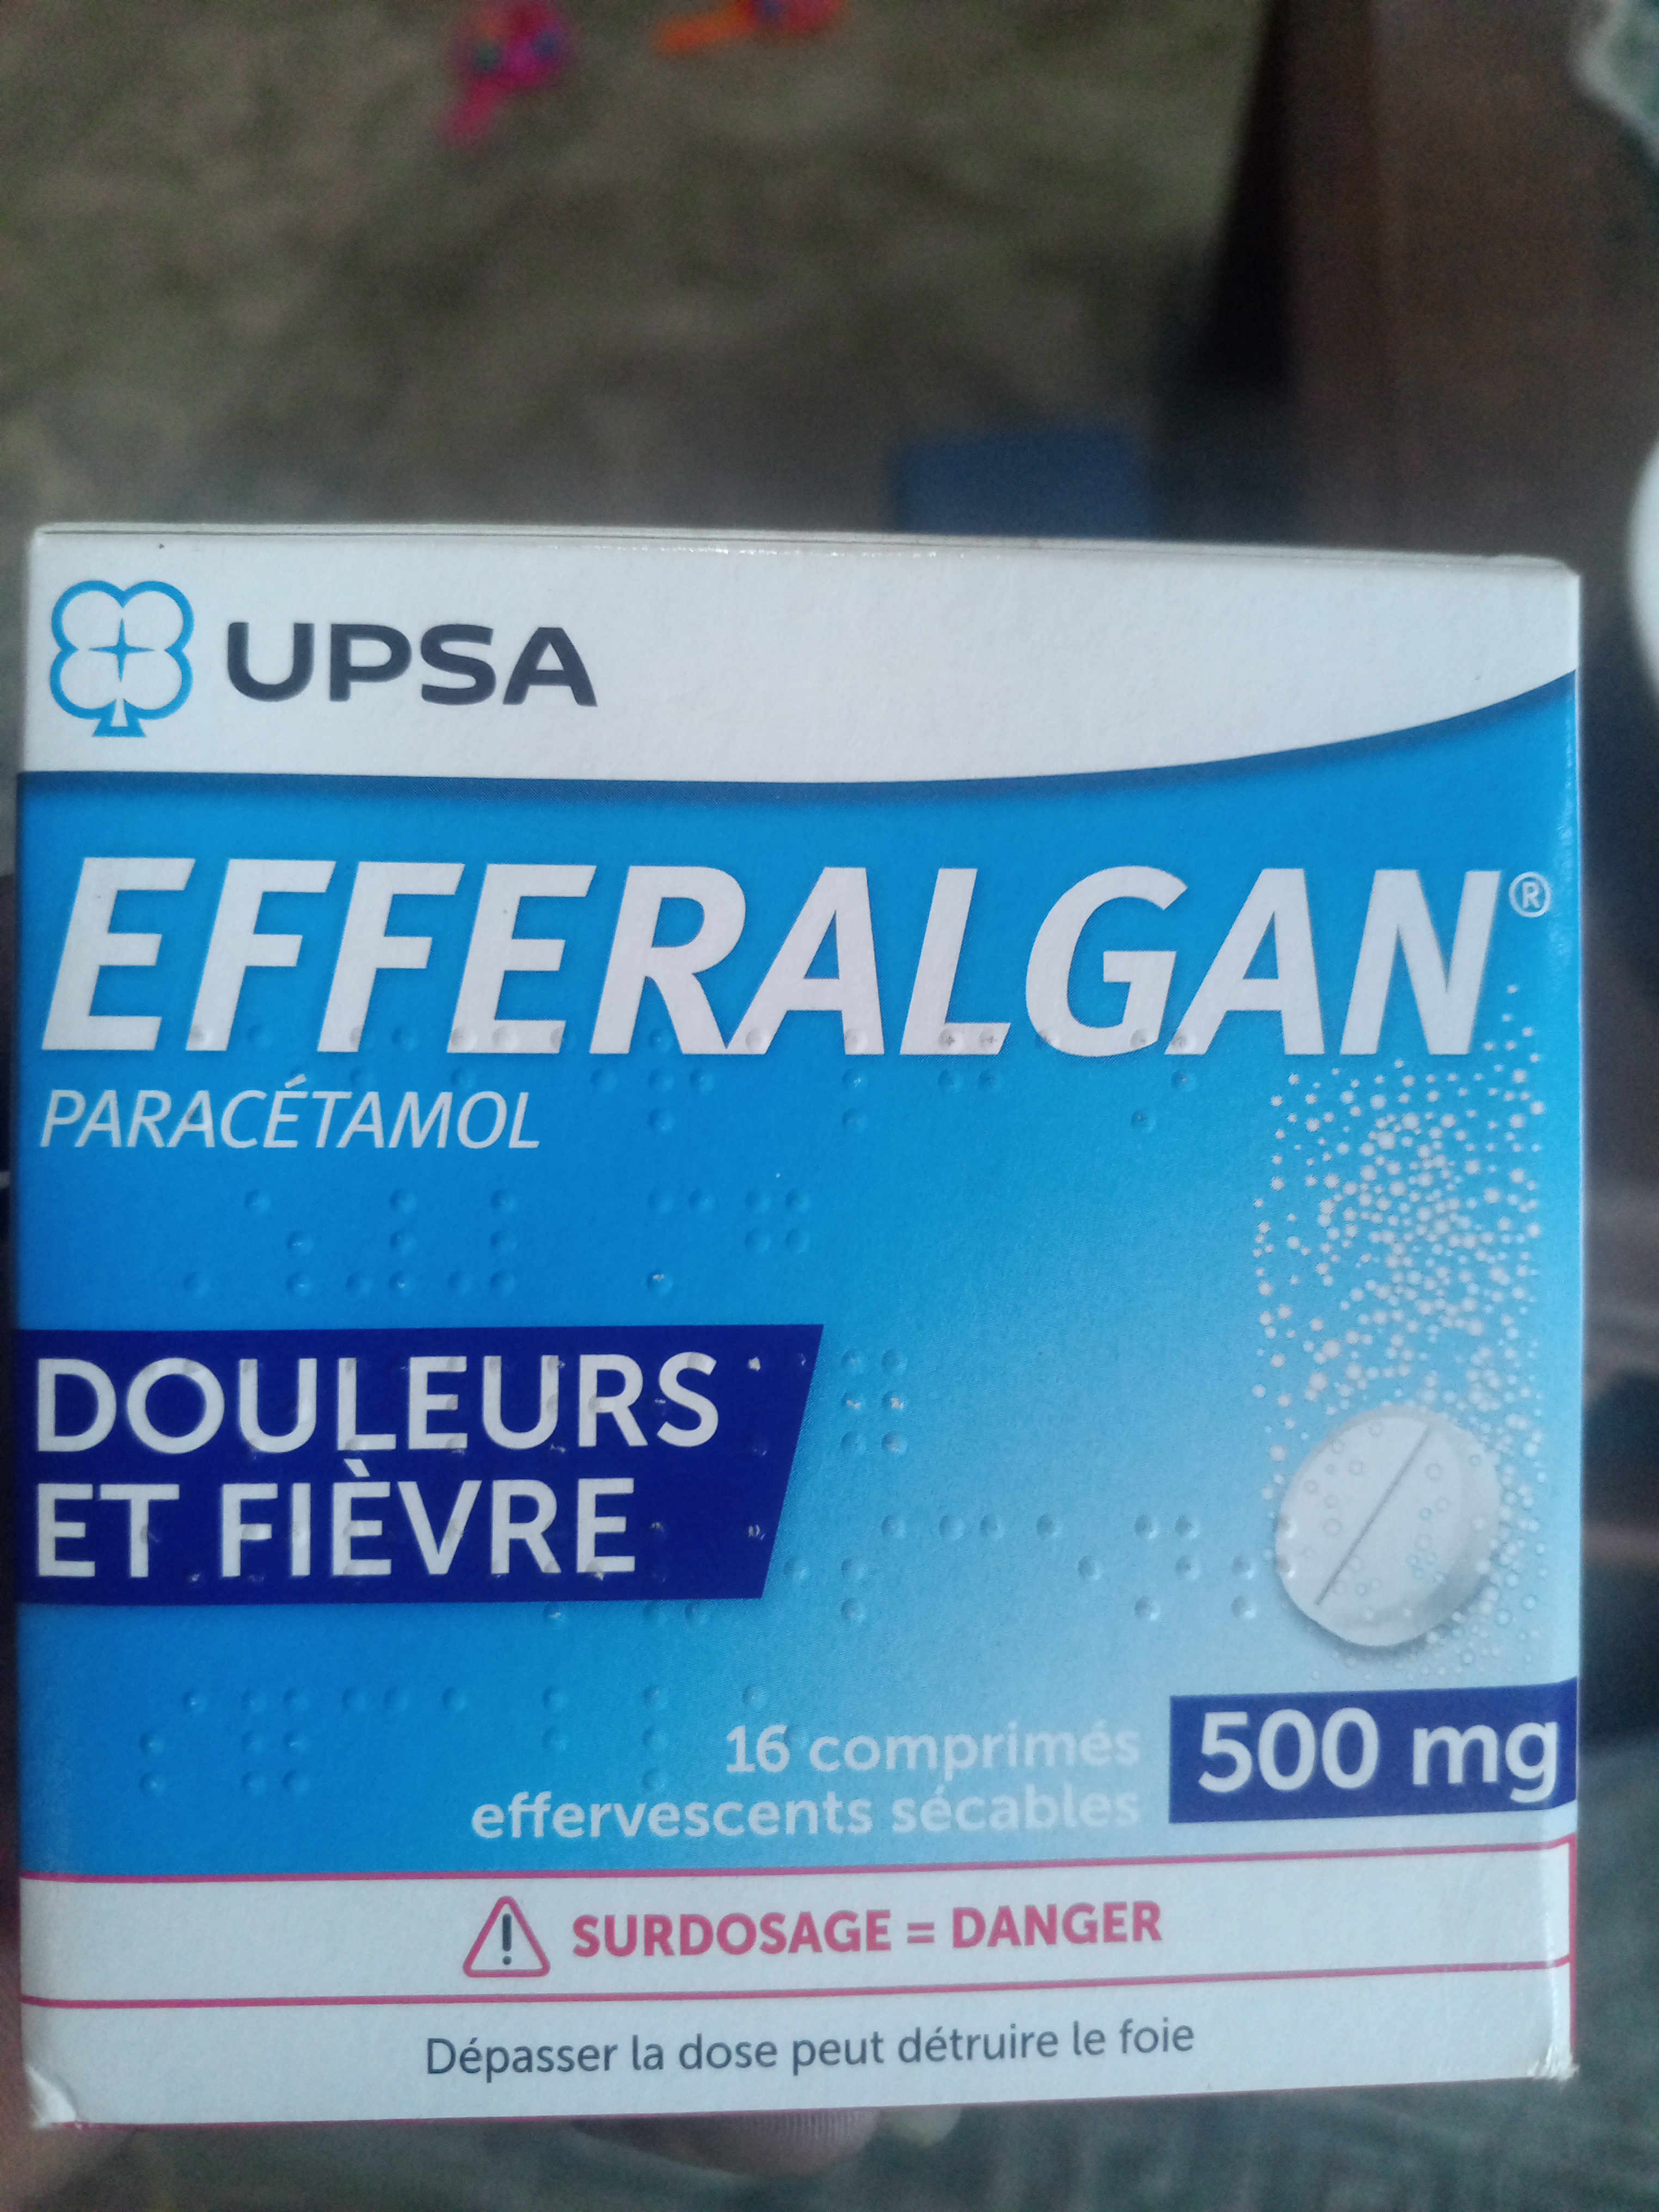 UPSA
EFFERALGAN®
PARACÉTAMOL
DOULEURS
ET FIÈVRE
16 comprimés
effervescents sécables
500 mg
SURDOSAGE = DANGER
Dépasser la dose peut détruire le foie